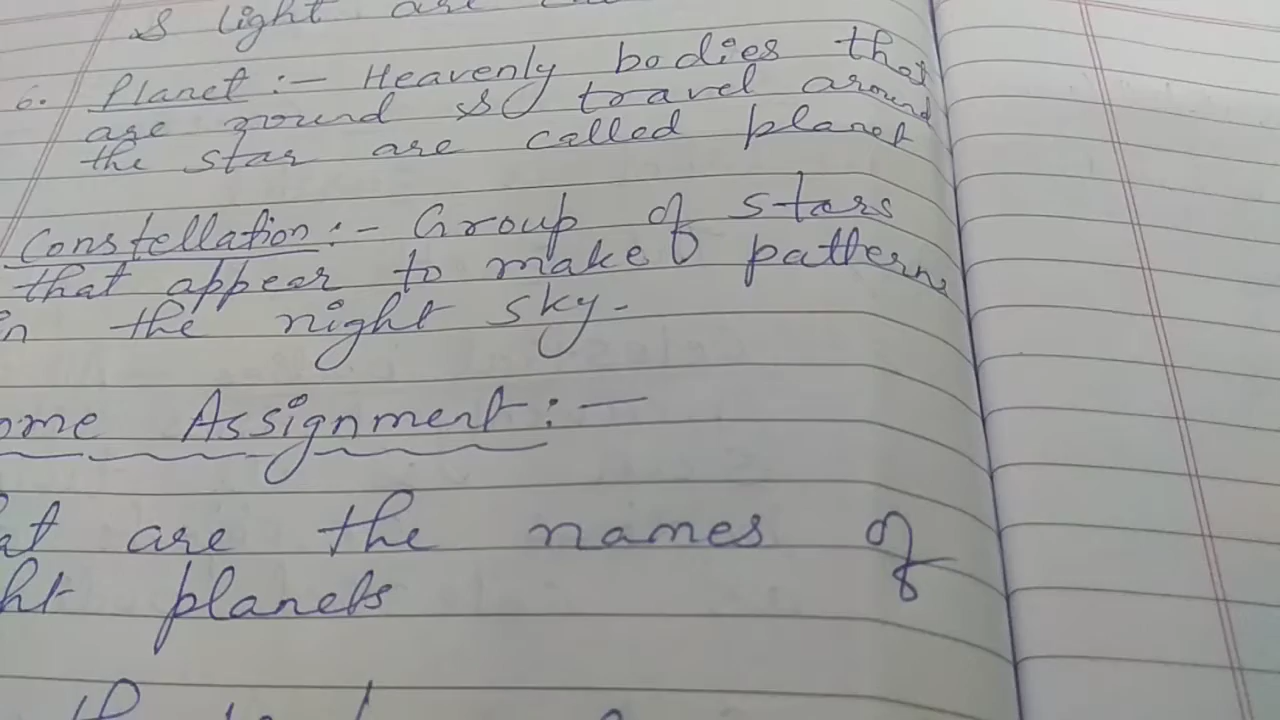 & light are
6. Planet :- Heavenly bodies that
are round & travel around
the star are called planet
Constellation :- Group of stars
that appear to make patterns
in the night sky.
ome Assignment :-
at are the names of
ht planets